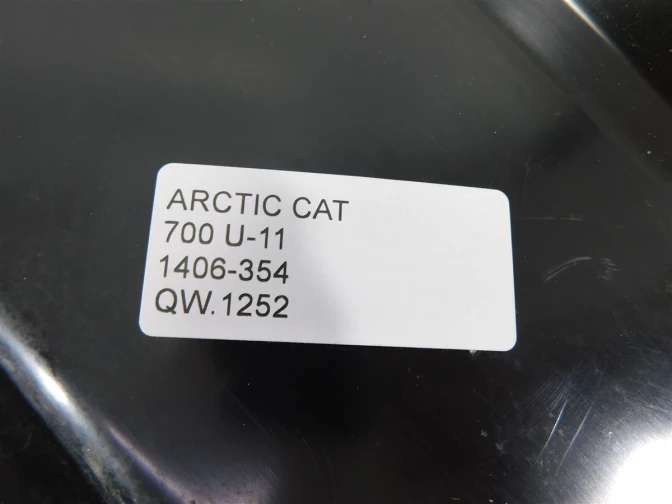 ARCTIC CAT
700 U-11
1406-354
QW.1252